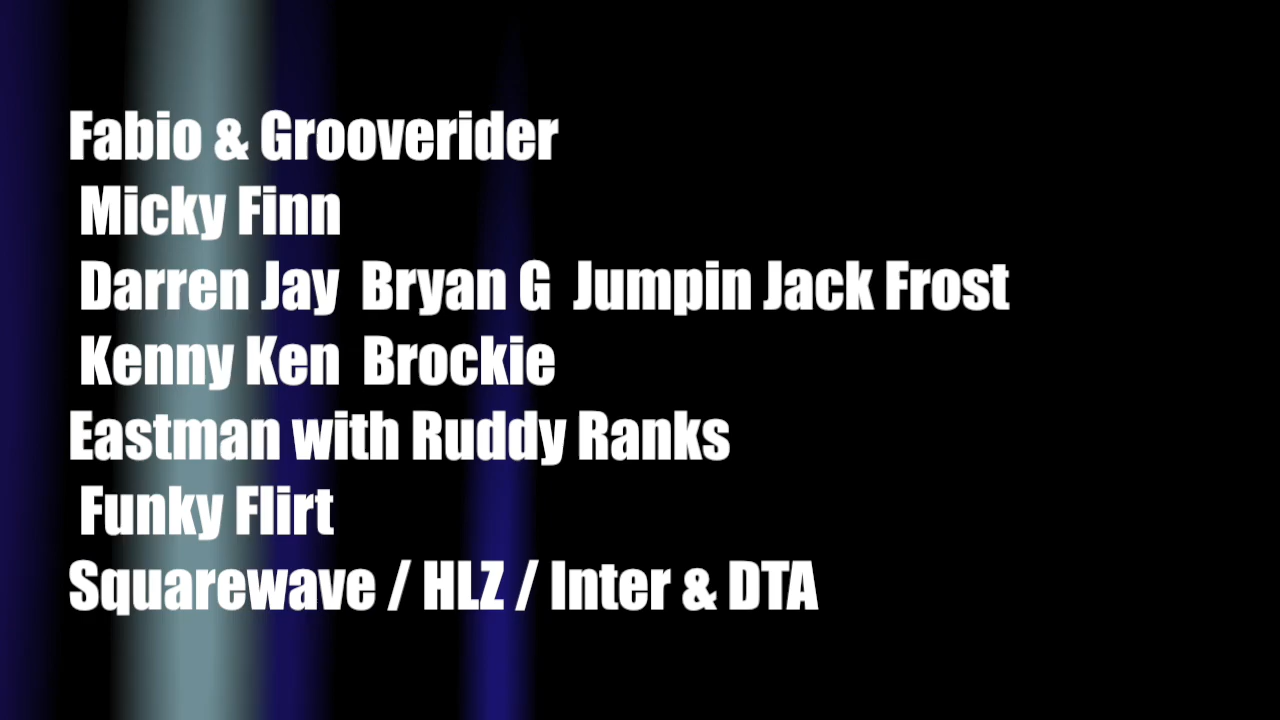 Fabio & Grooverider
Micky Finn
Darren Jay  Bryan G  Jumpin Jack Frost
Kenny Ken  Brockie
Eastman with Ruddy Ranks
Funky Flirt
Squarewave / HLZ / Inter & DTA